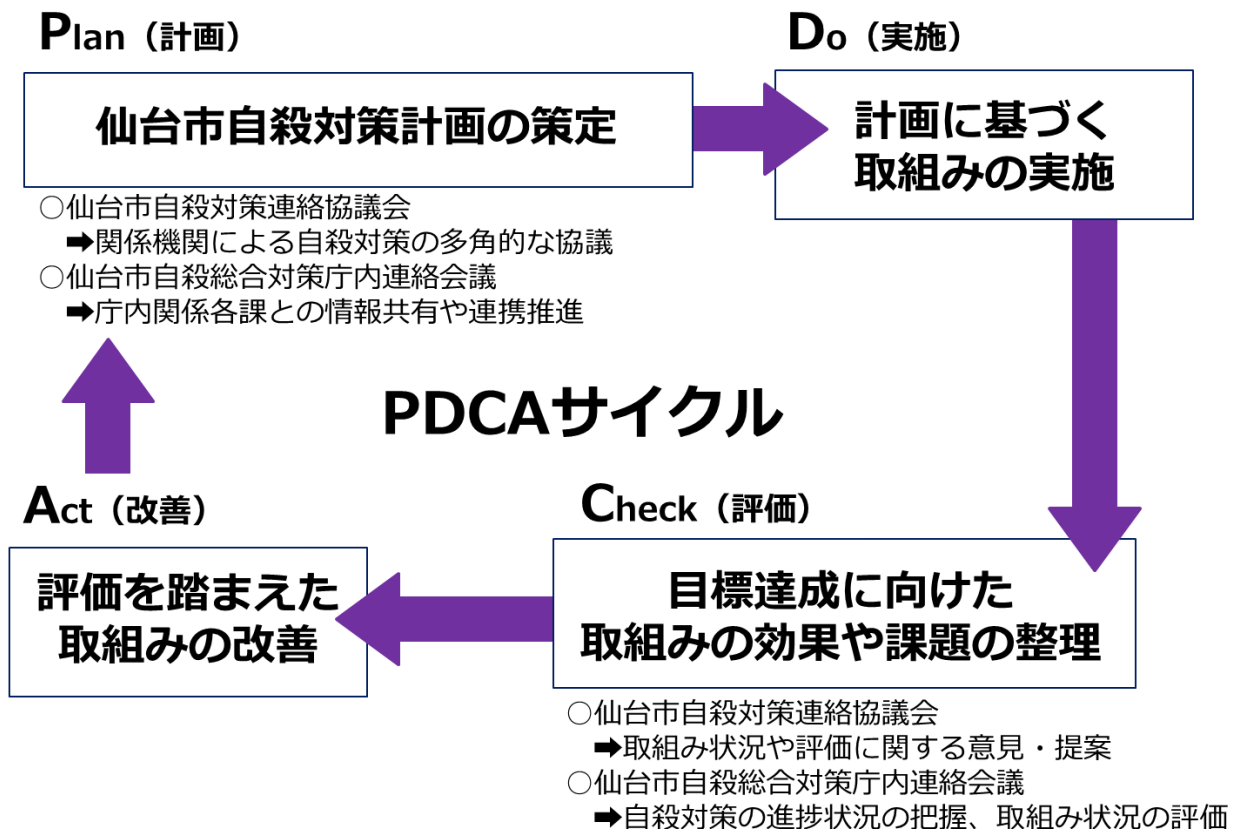 Plan（計画）
仙台市自殺対策計画の策定
○仙台市自殺対策連絡協議会
➡関係機関による自殺対策の多角的な協議
○仙台市自殺総合対策庁内連絡会議
➡庁内関係各課との情報共有や連携推進
Do（実施）
計画に基づく
取組みの実施
PDCAサイクル
Check（評価）
目標達成に向けた
取組みの効果や課題の整理
○仙台市自殺対策連絡協議会
➡取組み状況や評価に関する意見・提案
○仙台市自殺総合対策庁内連絡会議
➡自殺対策の進捗状況の把握、取組み状況の評価
Act（改善）
評価を踏まえた
取組みの改善